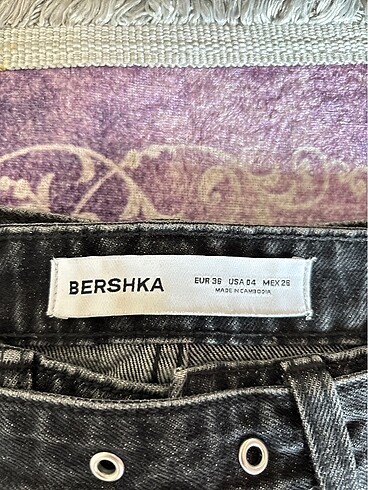 BERSHKA
EUR 36 USA 04 MEX 26
MADE IN CAMBODIA